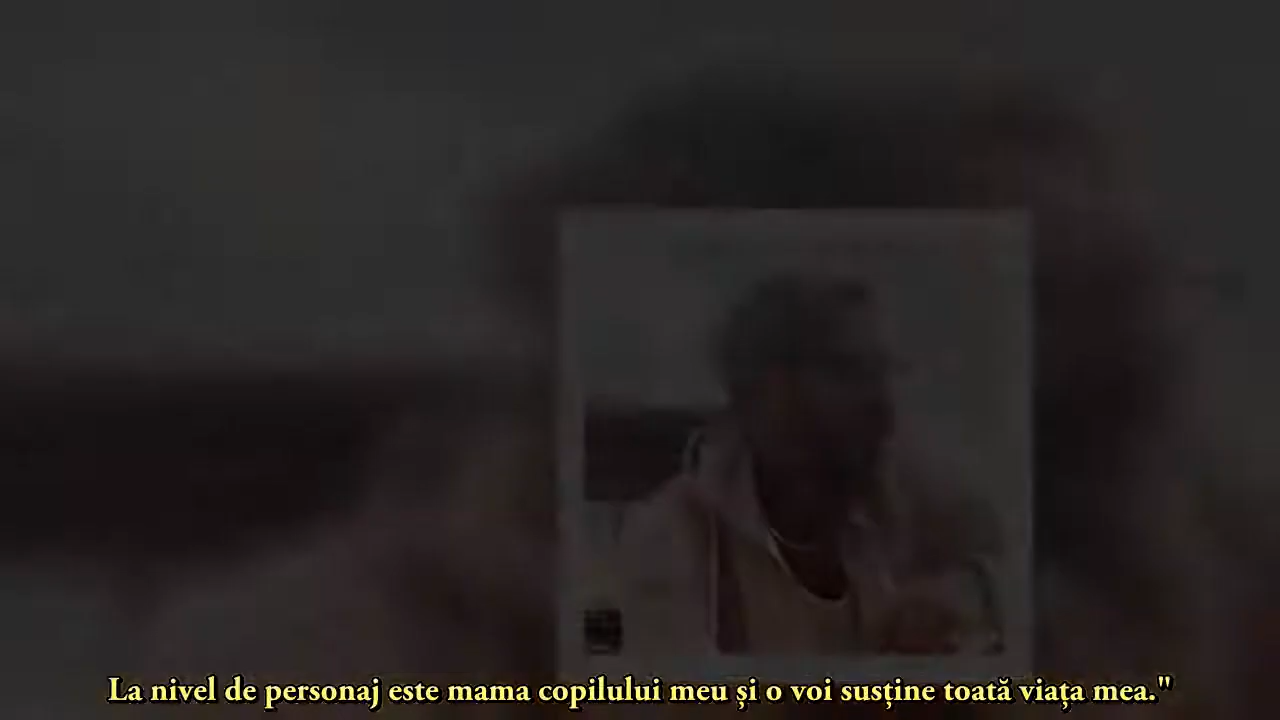 La nivel de personaj este mama copilului meu și o voi susține toată viața mea."